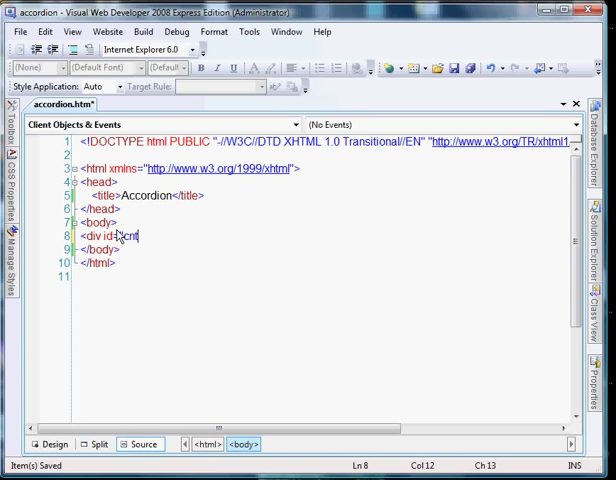 accordion - Visual Web Developer 2008 Express Edition (Administrator)
File Edit View Website Build Debug Format Tools Window Help
Internet Explorer 6.0
(None) (Default) (Default B I U A
Style Application: Auto Target Rule:
accordion.htm*
Client Objects & Events (No Events)
1 <!DOCTYPE html PUBLIC "-//W3C//DTD XHTML 1.0 Transitional//EN" "http://www.w3.org/TR/xhtml1
2
3 <html xmlns="http://www.w3.org/1999/xhtml">
4 <head>
5 <title>Accordion</title>
6 </head>
7 <body>
8 <div id="cnt
9 </body>
10 </html>
11
Toolbox
CSS Properties
Manage Styles
Database Explorer
Solution Explorer
Class View
Properties
Design Split Source <html> <body>
Item(s) Saved Ln 8 Col 12 Ch 13 INS